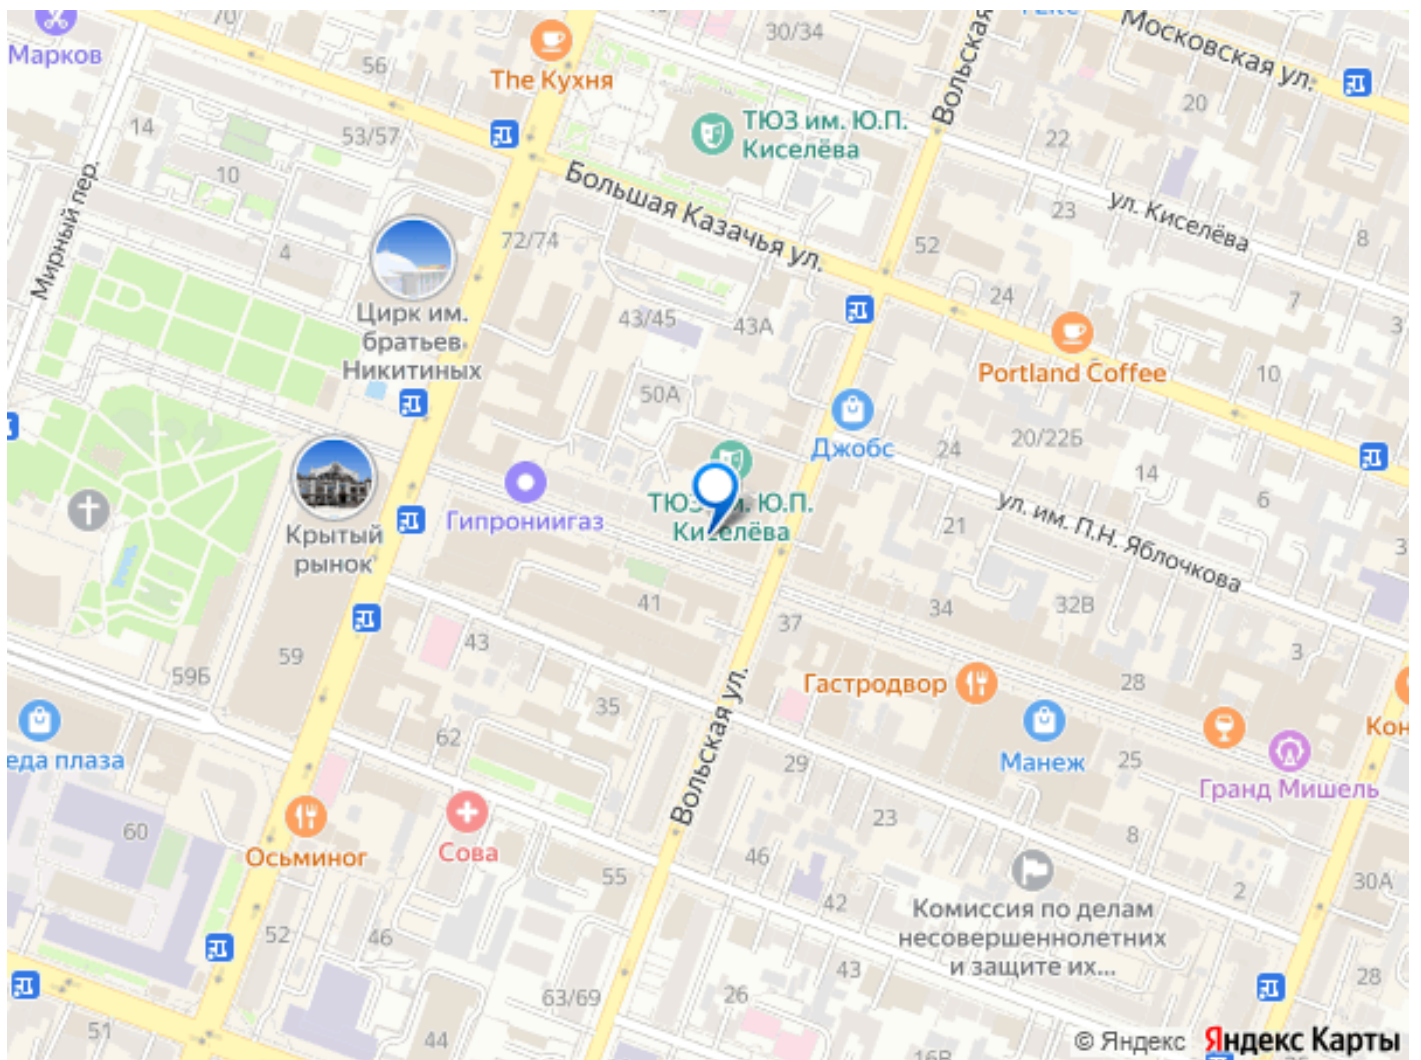 Марков
56
The Кухня
30/34
Вольская
Московская ул.
14
53/57
ТЮЗ им. Ю.П.
Киселёва
20
22
10
Мирный пер.
Большая Казачья ул.
23
ул. Киселёва
72/74
4
52
8
Цирк им.
братьев
Никитиных
43/45
43А
24
7
3
Portland Coffee
10
50А
Джобс
24
20/22Б
14
6
ул. им. П.Н. Яблочкова
Гипрониигаз
ТЮЗ им. Ю.П.
Киселёва
21
3
Крытый
рынок
41
34
32В
37
43
59
59Б
3
Гастродвор
28
35
Вольская ул.
62
29
Манеж
25
Гранд Мишель
Кон
еда плаза
60
Осьминог
Сова
23
8
46
55
42
2
30А
Комиссия по делам
несовершеннолетних
и защите их...
52
46
43
28
63/69
26
51
44
16В
© Яндекс Яндекс Карты